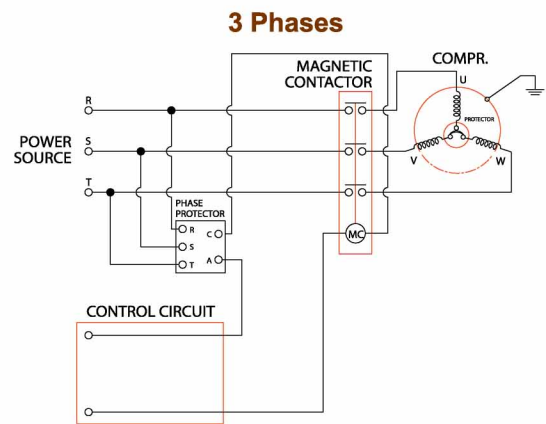 3 Phases
MAGNETIC
CONTACTOR
COMPR.
U
R
PROTECTOR
POWER
SOURCE
S
V
W
T
PHASE
PROTECTOR
R
C
MC
S
A
T
CONTROL CIRCUIT